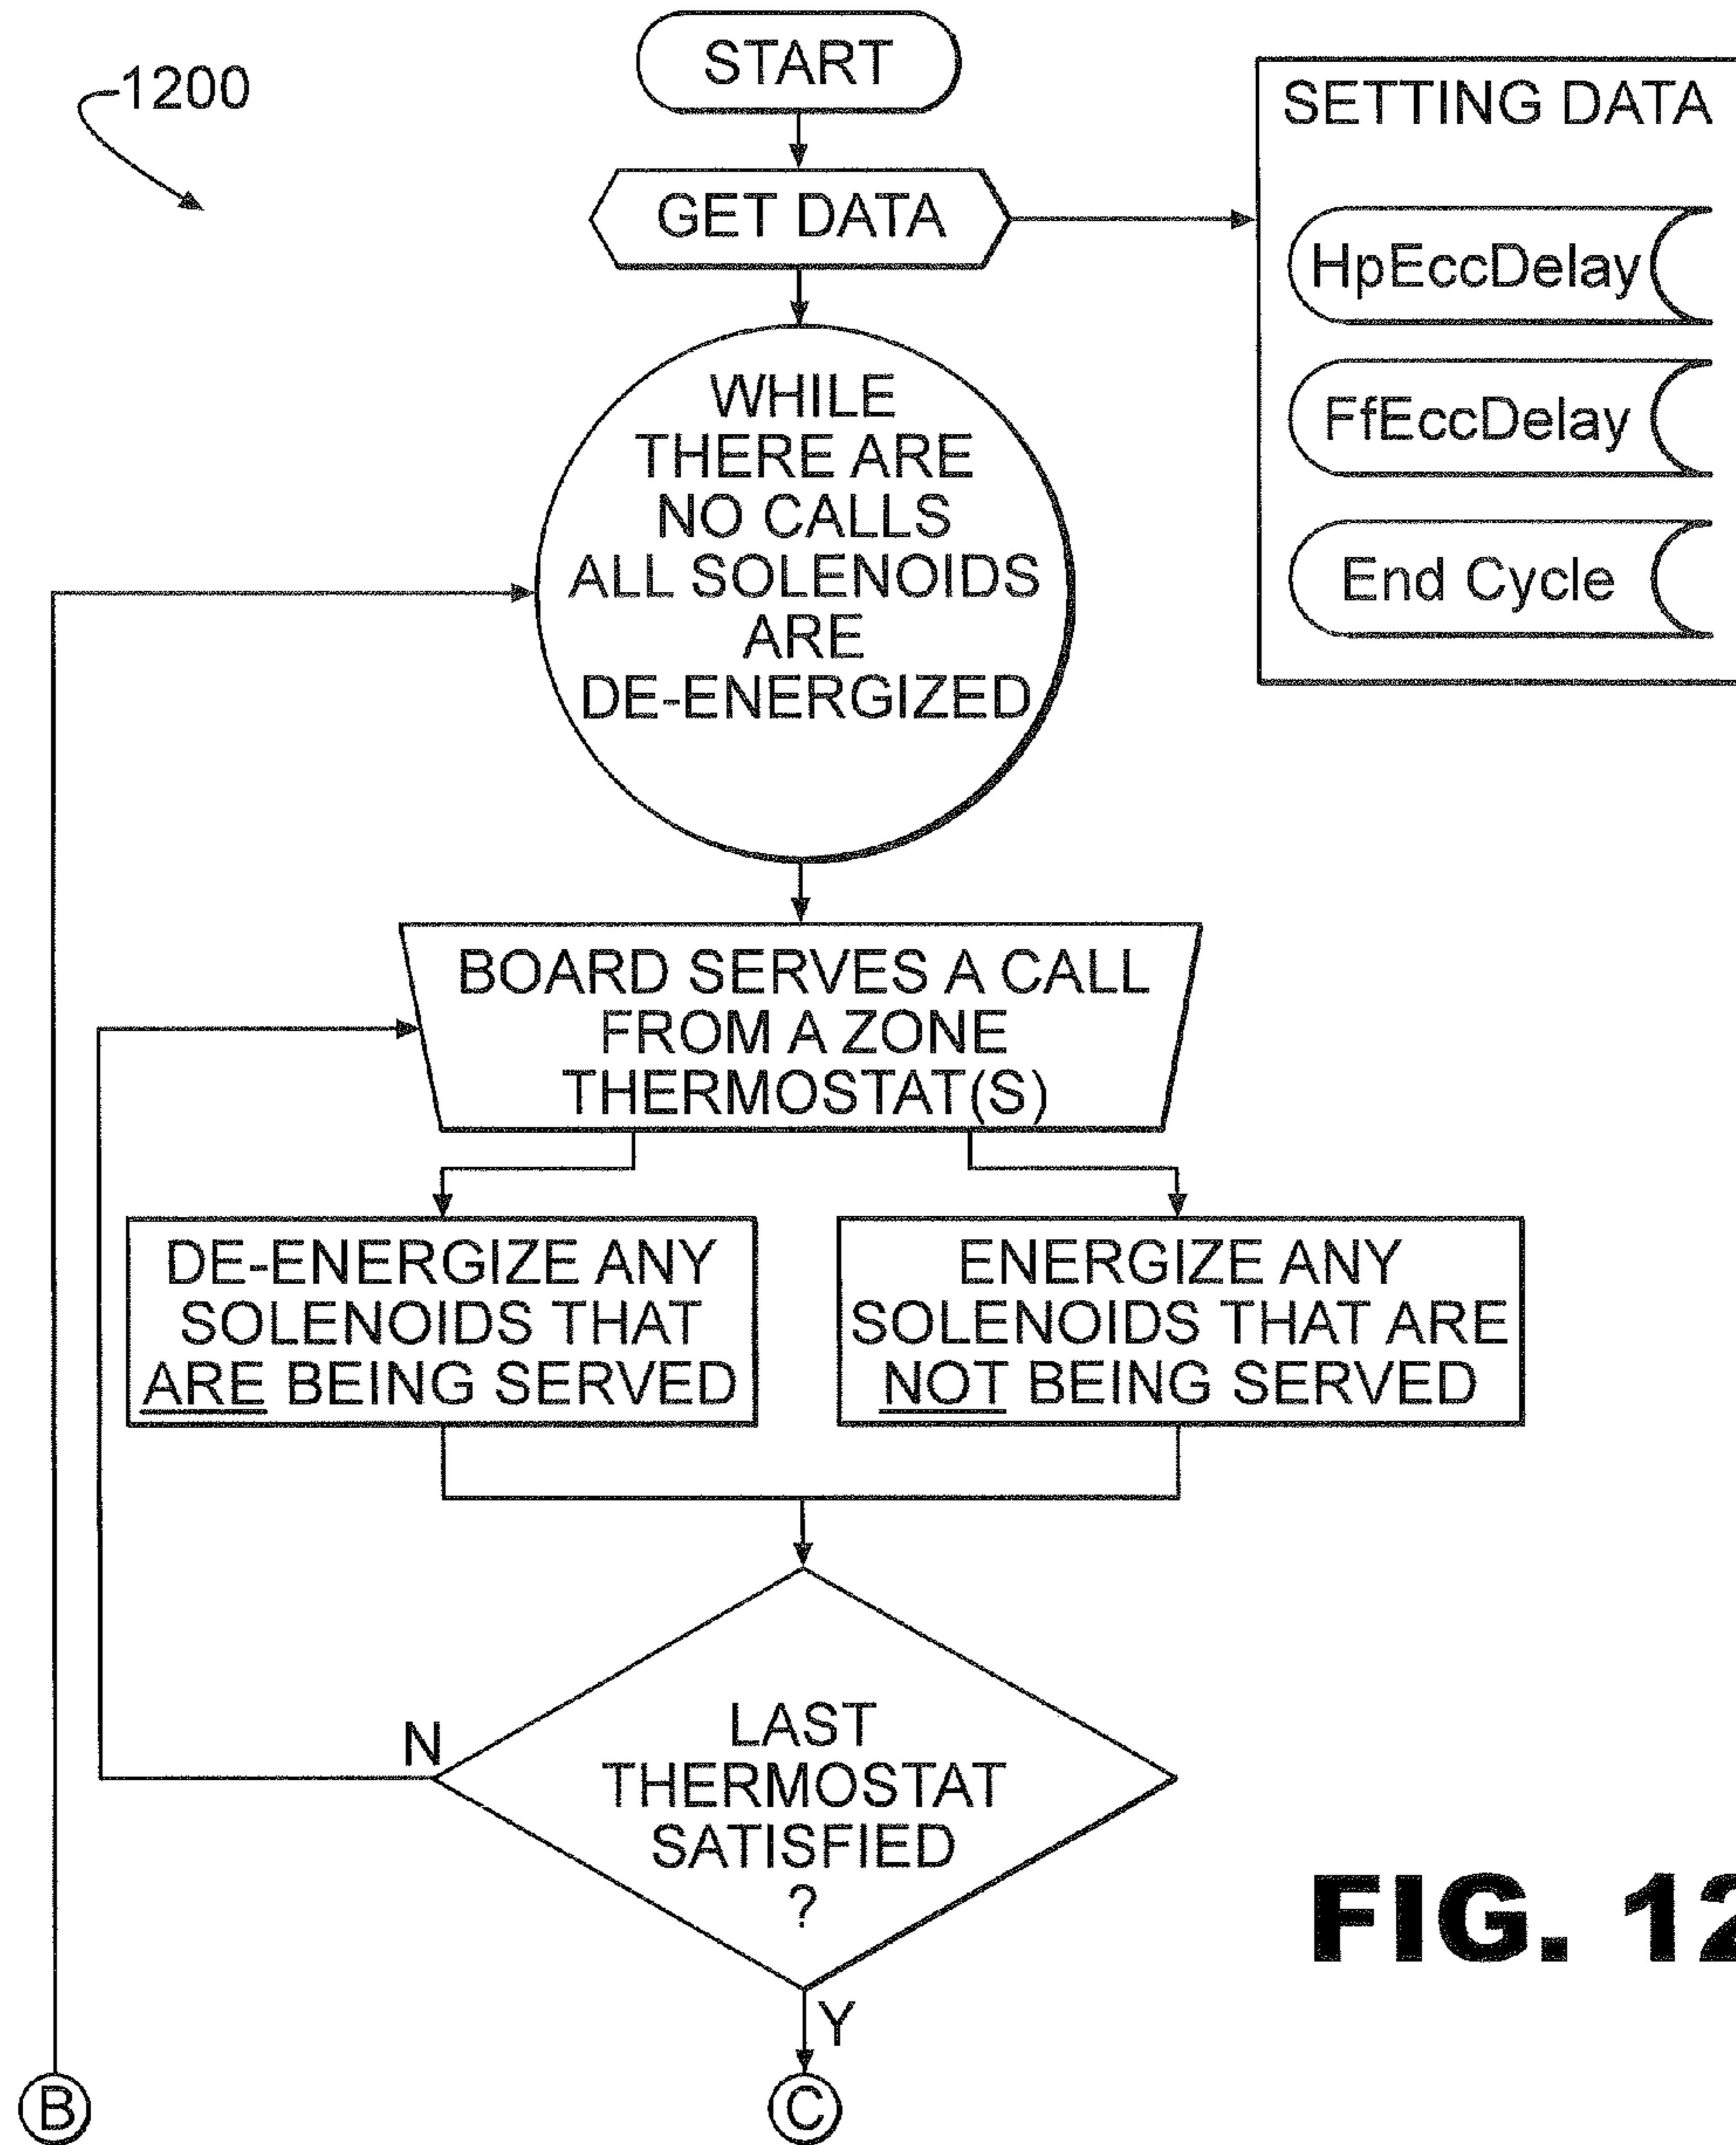 1200
START
GET DATA
SETTING DATA
HpEccDelay
FfEccDelay
End Cycle
WHILE
THERE ARE
NO CALLS
ALL SOLENOIDS
ARE
DE-ENERGIZED
BOARD SERVES A CALL
FROM A ZONE
THERMOSTAT(S)
DE-ENERGIZE ANY
SOLENOIDS THAT
ARE BEING SERVED
ENERGIZE ANY
SOLENOIDS THAT ARE
NOT BEING SERVED
N
LAST
THERMOSTAT
SATISFIED
?
Y
FIG. 12
B
C